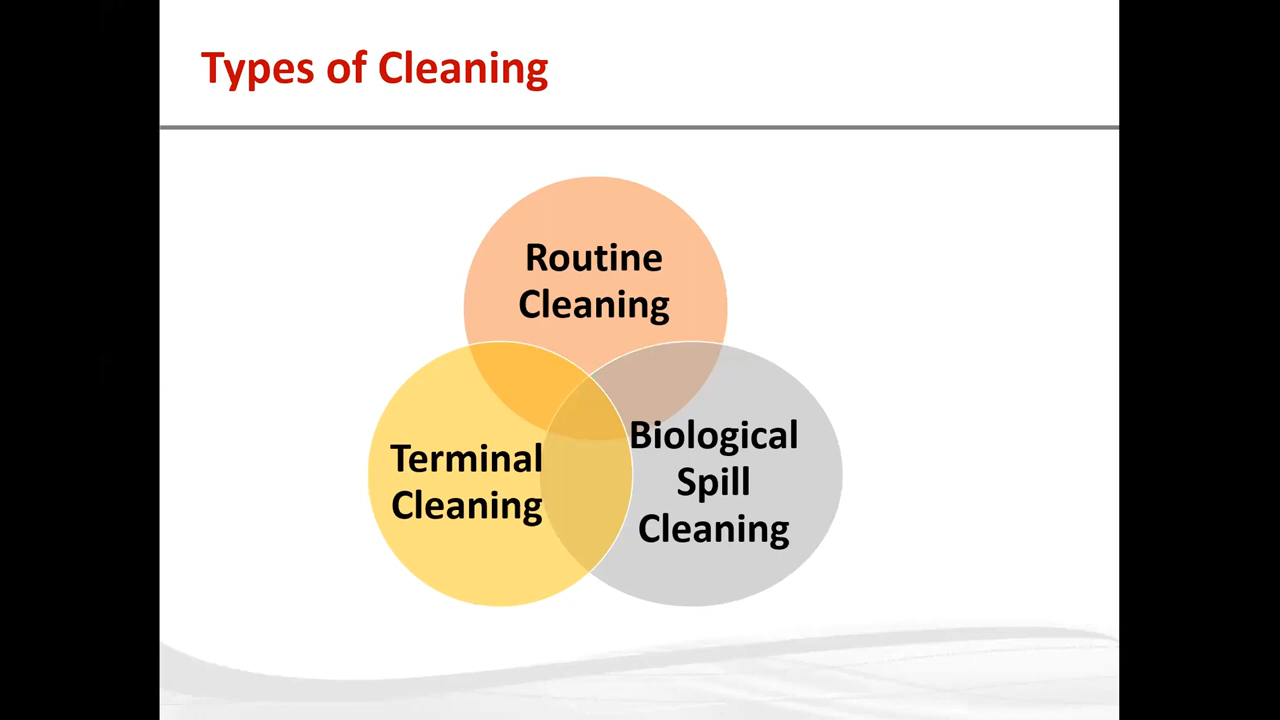 Types of Cleaning
Routine
Cleaning
Terminal
Cleaning
Biological
Spill
Cleaning